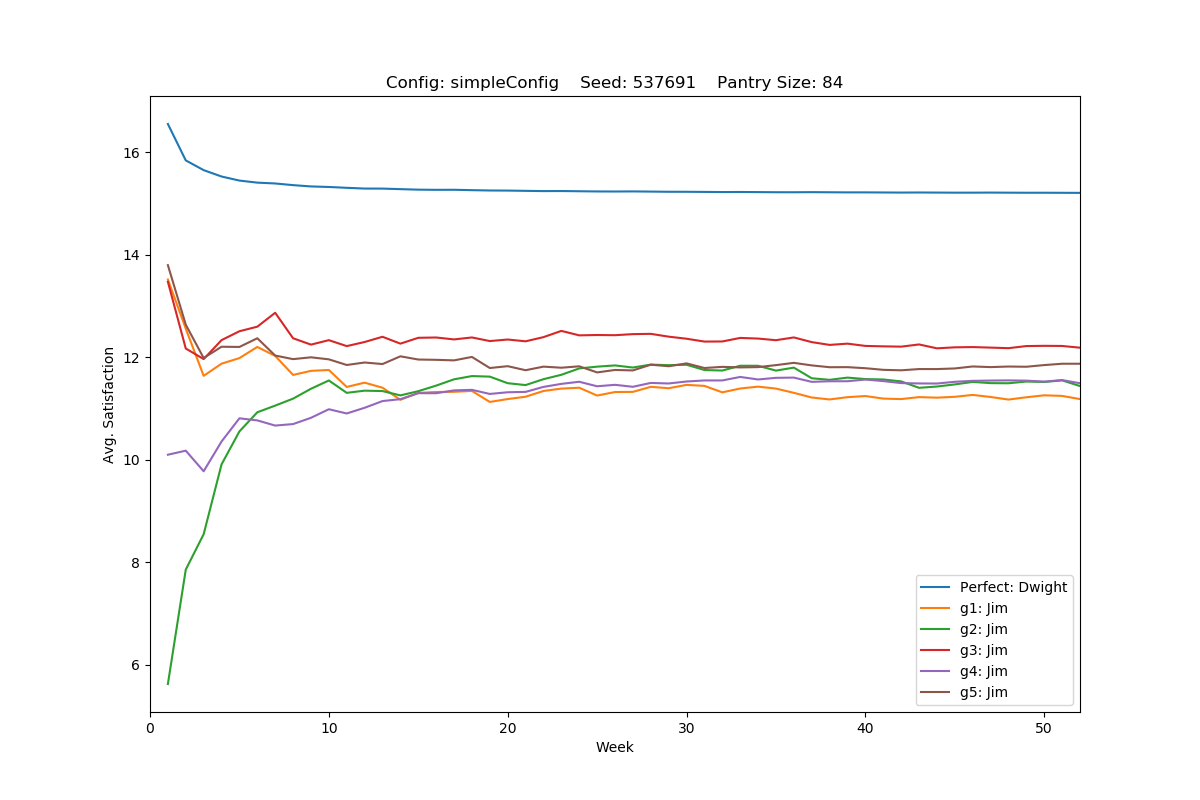 Config: simpleConfig    Seed: 537691    Pantry Size: 84
16
14
12
10
8
6
Avg. Satisfaction
0 10 20 30 40 50
Week
Perfect: Dwight
g1: Jim
g2: Jim
g3: Jim
g4: Jim
g5: Jim